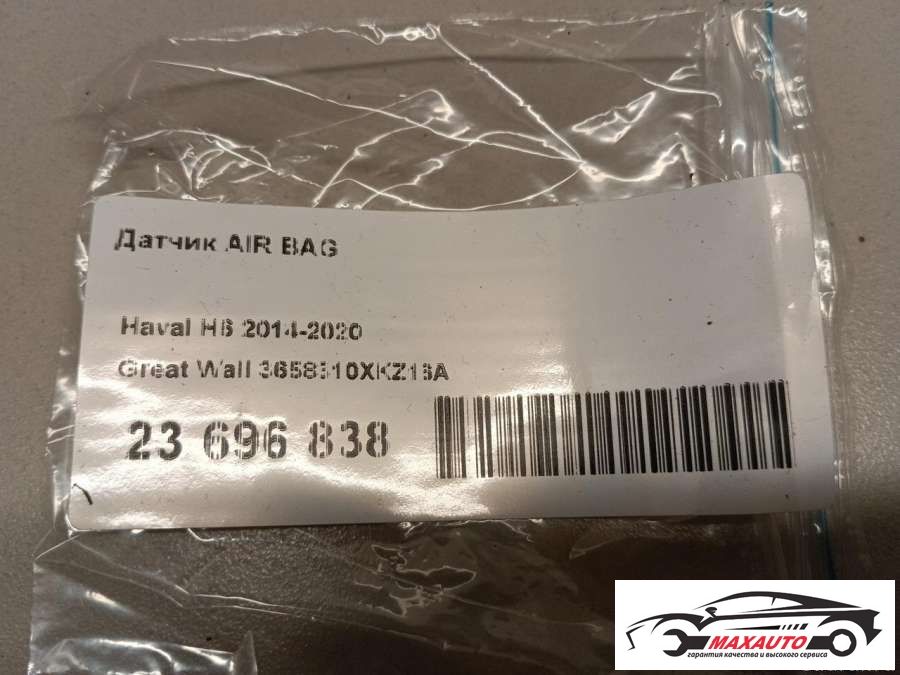 Датчик AIR BAG
Haval H6 2014-2020
Great Wall 3658310XKZ16A
23 696 838
MAXAUTO
гарантия качества и высокого сервиса